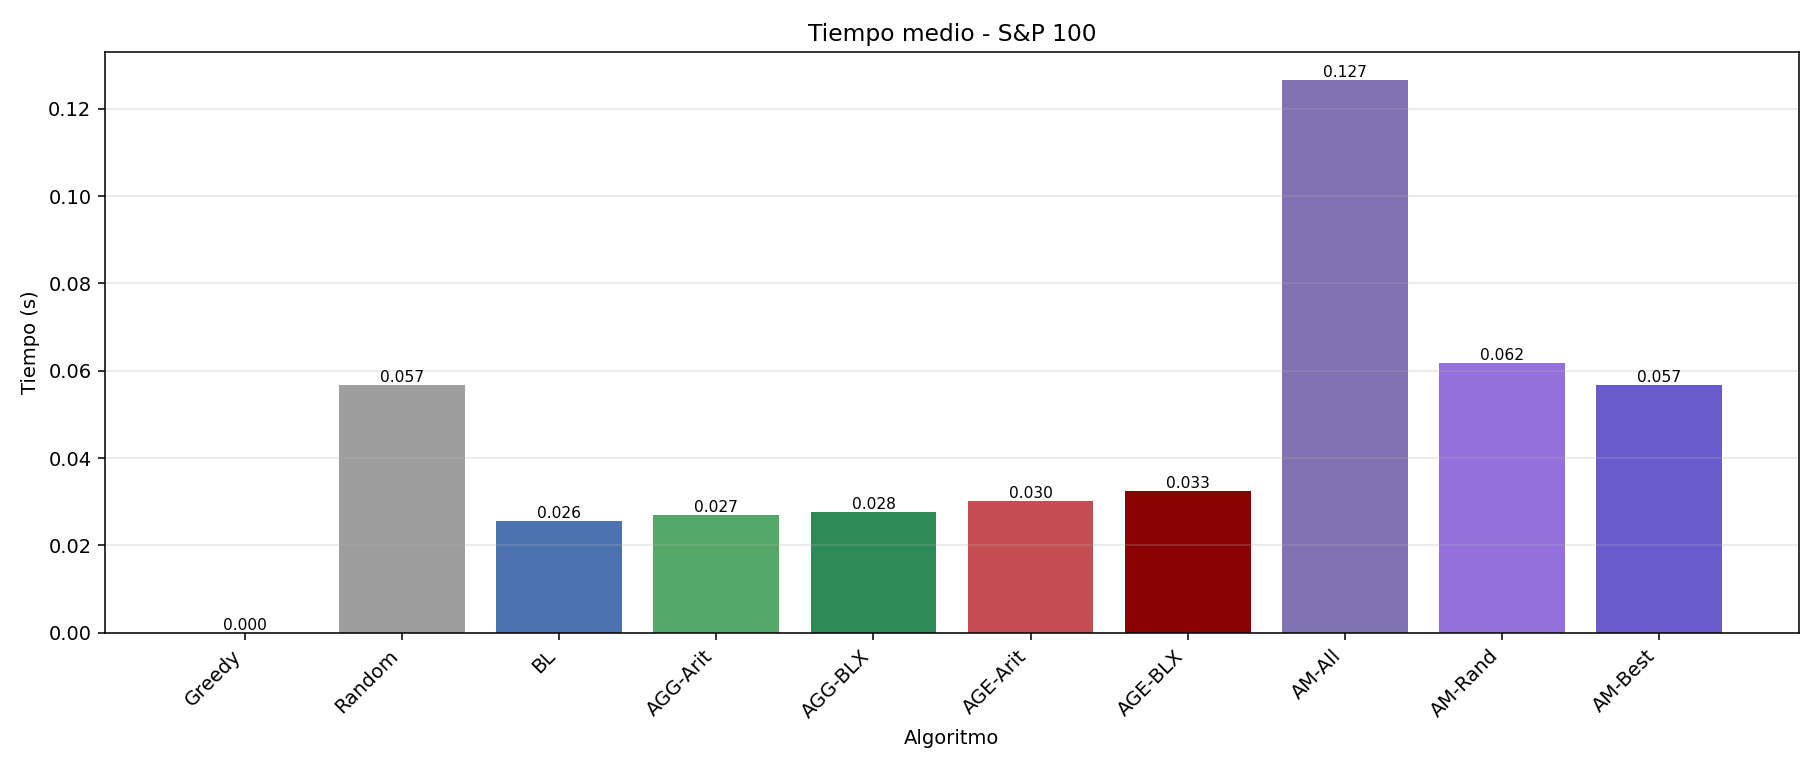 Tiempo medio - S&P 100
Tiempo (s)
0.12
0.10
0.08
0.06
0.04
0.02
0.00
0.000
0.057
0.026
0.027
0.028
0.030
0.033
0.127
0.062
0.057
Greedy
Random
BL
AGG-Arit
AGG-BLX
AGE-Arit
AGE-BLX
AM-All
AM-Rand
AM-Best
Algoritmo